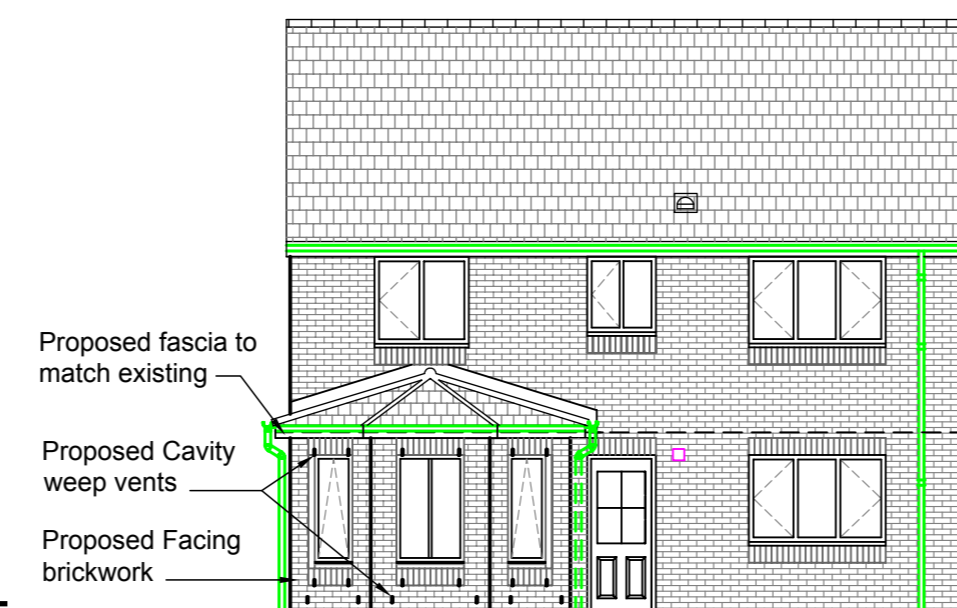 Proposed fascia to
match existing
Proposed Cavity
weep vents
Proposed Facing
brickwork